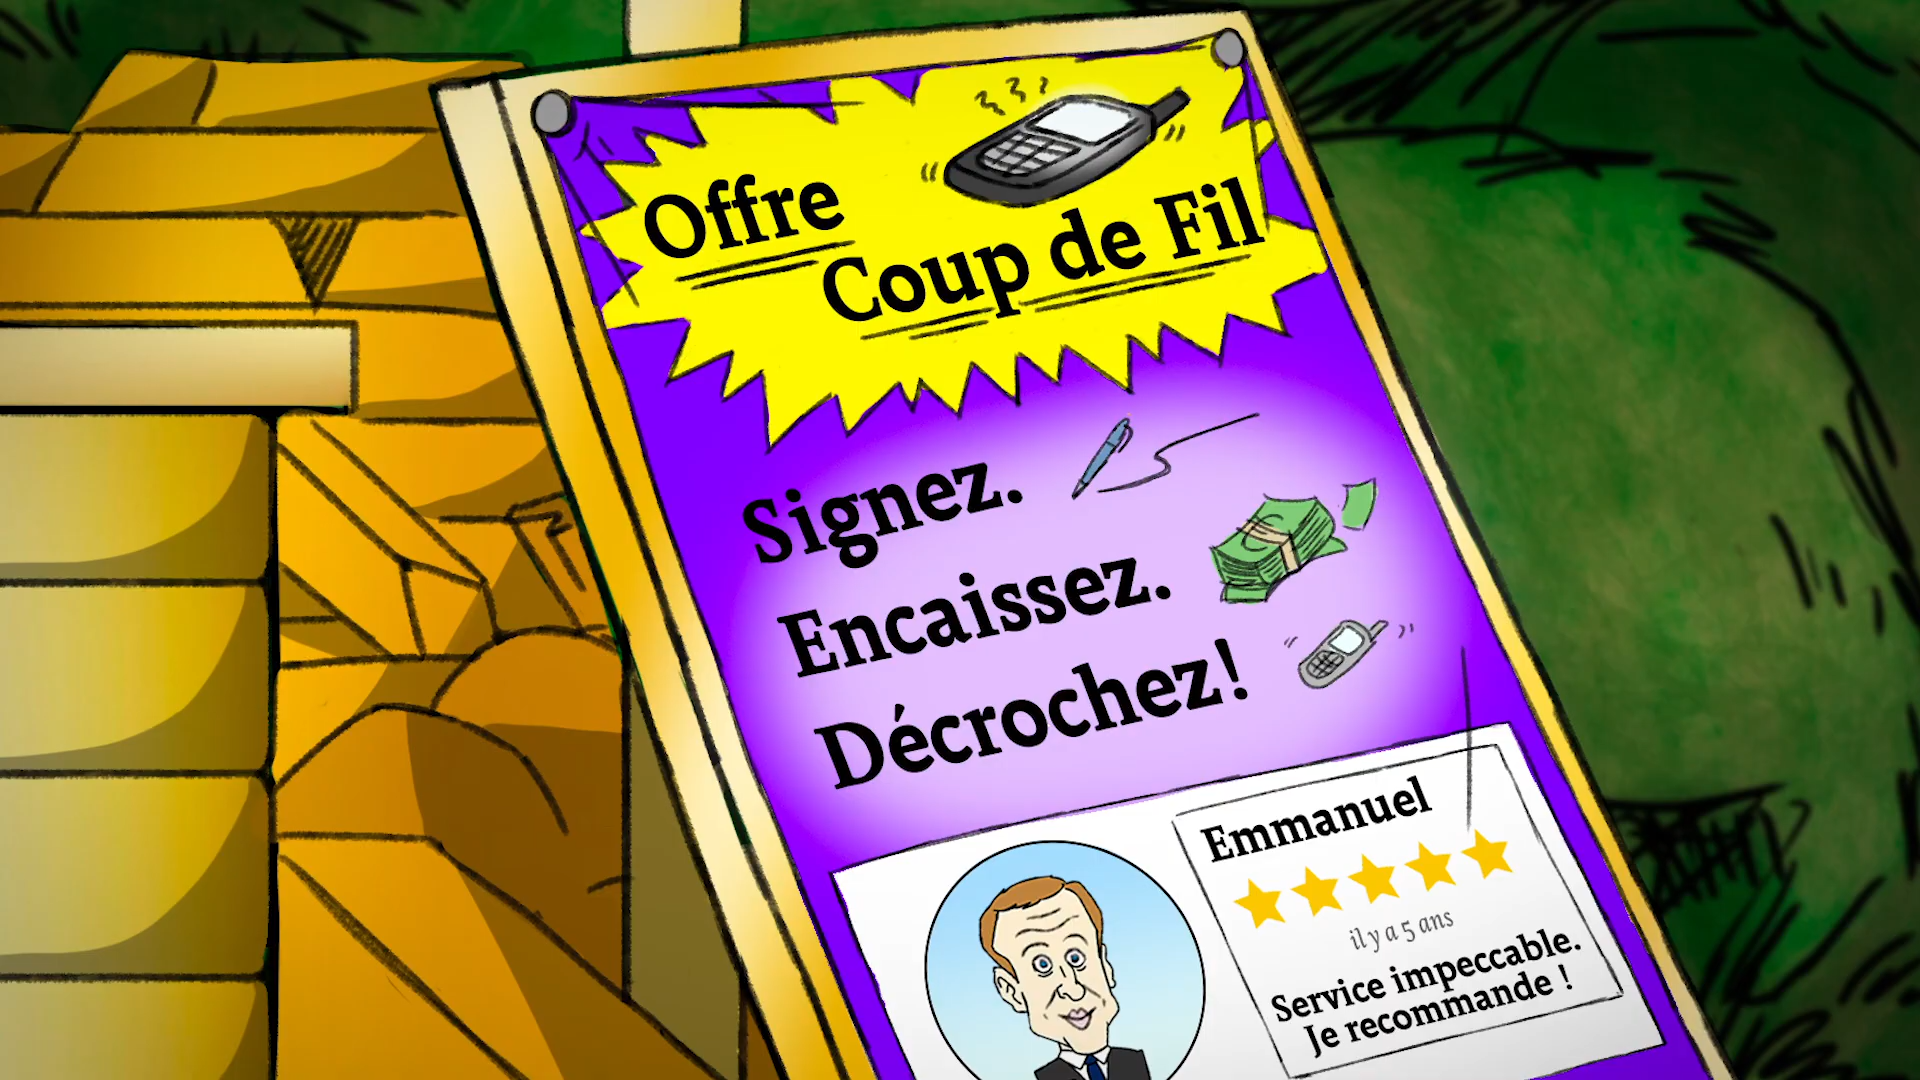 Offre
Coup de Fil
Signez.
Encaissez.
Décrochez!
Emmanuel
il y a 5 ans
Service impeccable.
Je recommande !